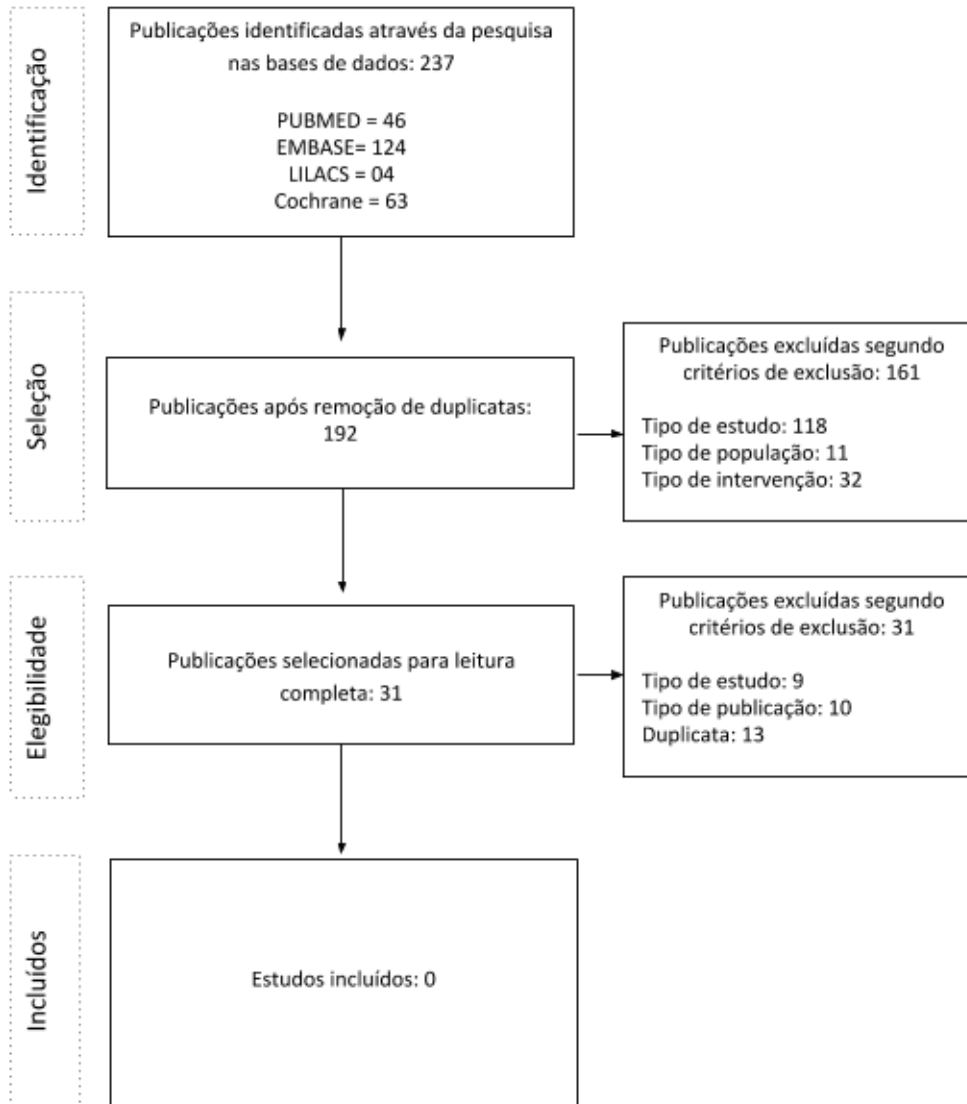 Identificação
Publicações identificadas através da pesquisa
nas bases de dados: 237
PUBMED = 46
EMBASE= 124
LILACS = 04
Cochrane = 63
Seleção
Publicações após remoção de duplicatas:
192
Publicações excluídas segundo
critérios de exclusão: 161
Tipo de estudo: 118
Tipo de população: 11
Tipo de intervenção: 32
Elegibilidade
Publicações selecionadas para leitura
completa: 31
Publicações excluídas segundo
critérios de exclusão: 31
Tipo de estudo: 9
Tipo de publicação: 10
Duplicata: 13
Incluídos
Estudos incluídos: 0